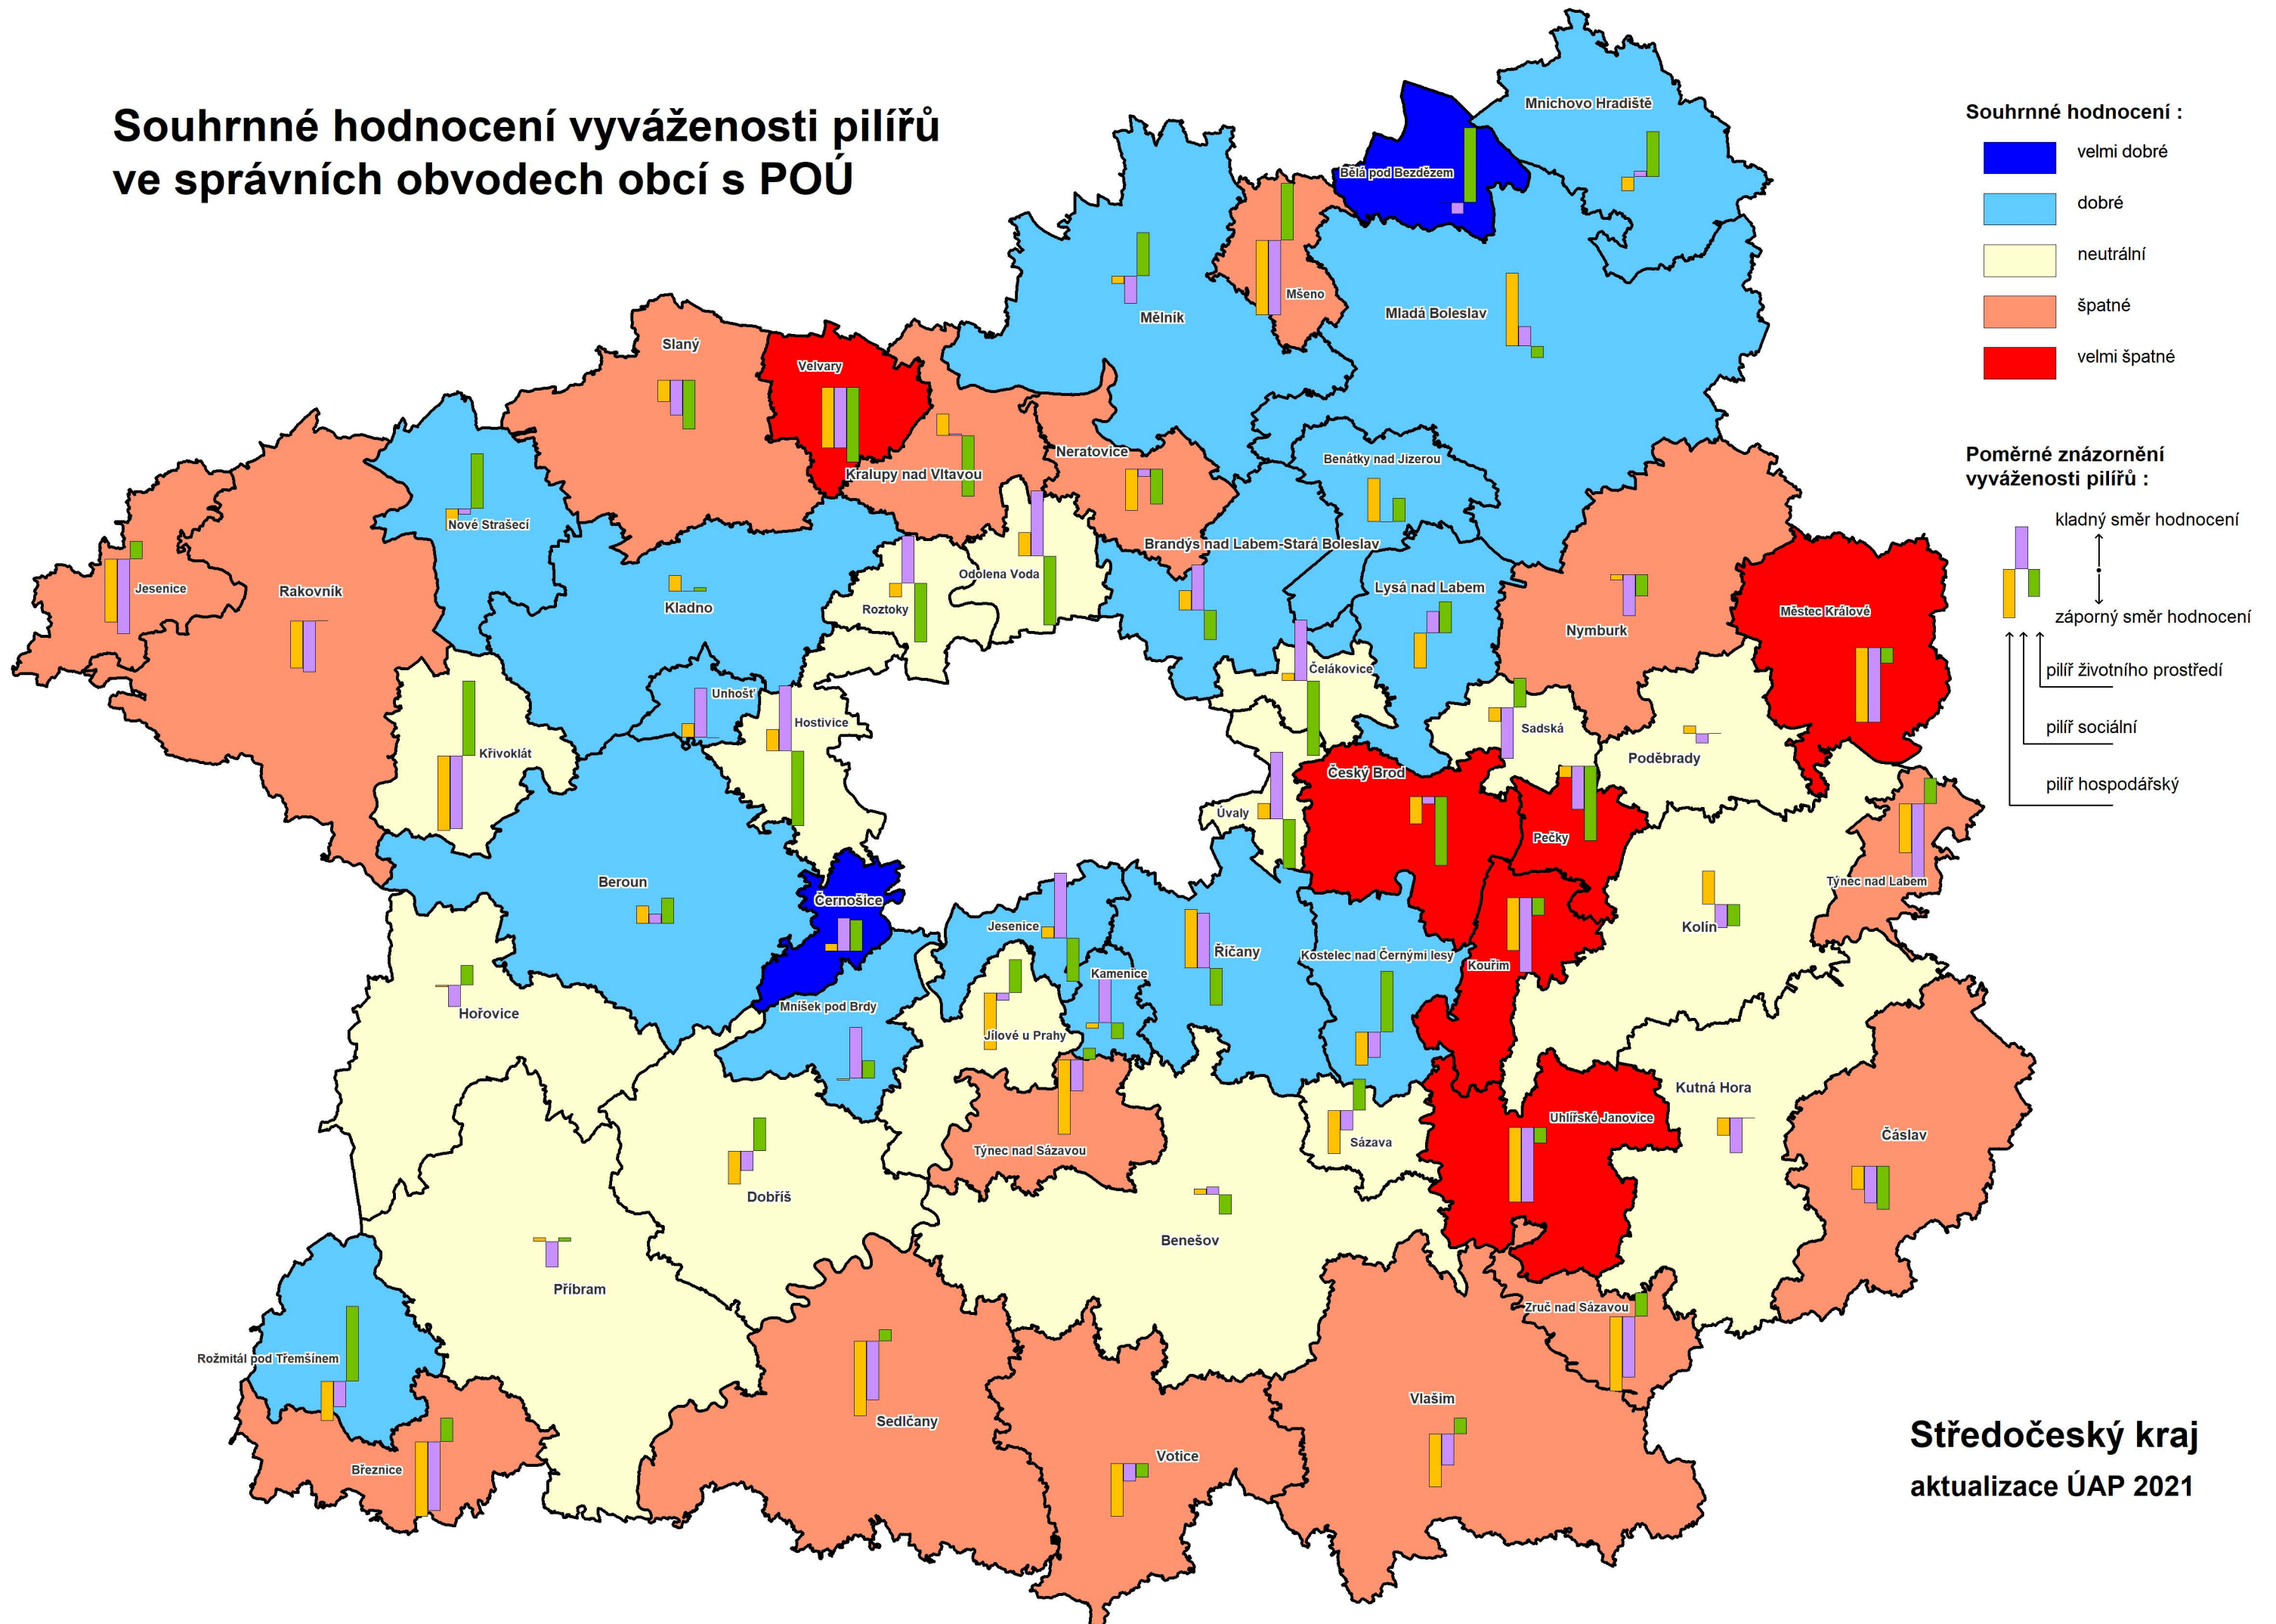 Souhrnné hodnocení vyváženosti pilířů
ve správních obvodech obcí s POÚ
Souhrnné hodnocení :
velmi dobré
dobré
neutrální
špatné
velmi špatné
Poměrné znázornění
vyváženosti pilířů :
kladný směr hodnocení
záporný směr hodnocení
pilíř životního prostředí
pilíř sociální
pilíř hospodářský
Mnichovo Hradiště
Bělá pod Bezdězem
Mšeno
Mělník
Mladá Boleslav
Slaný
Velvary
Neratovice
Benátky nad Jizerou
Kralupy nad Vltavou
Nové Strašecí
Brandýs nad Labem-Stará Boleslav
Odolena Voda
Jesenice
Rakovník
Kladno
Roztoky
Lysá nad Labem
Městec Králové
Nymburk
Čelákovice
Unhošť
Hostivice
Sadská
Křivoklát
Poděbrady
Český Brod
Úvaly
Pečky
Beroun
Týnec nad Labem
Černošice
Jesenice
Kolín
Říčany
Kostelec nad Černými lesy
Kouřim
Kamenice
Mníšek pod Brdy
Hořovice
Jílové u Prahy
Kutná Hora
Uhlířské Janovice
Čáslav
Sázava
Týnec nad Sázavou
Dobříš
Benešov
Příbram
Zruč nad Sázavou
Rožmitál pod Třemšínem
Vlašim
Sedlčany
Votice
Březnice
Středočeský kraj
aktualizace ÚAP 2021